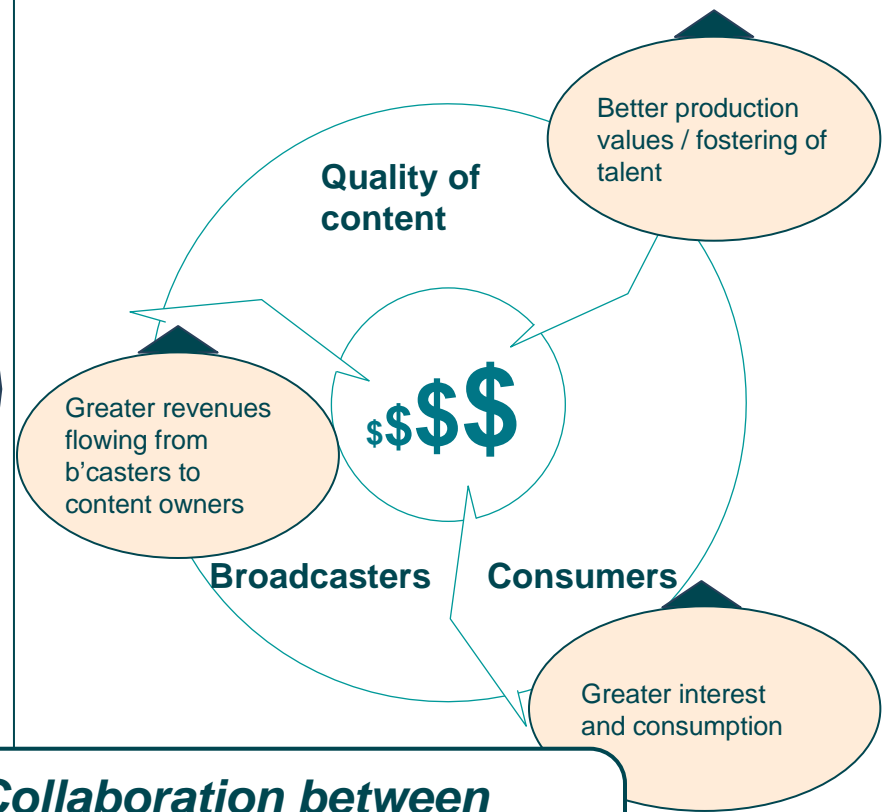 Better production
values / fostering of
talent
Quality of
content
Greater revenues
flowing from
b'casters to
content owners
$$$$
Broadcasters
Consumers
Greater interest
and consumption
Collaboration between